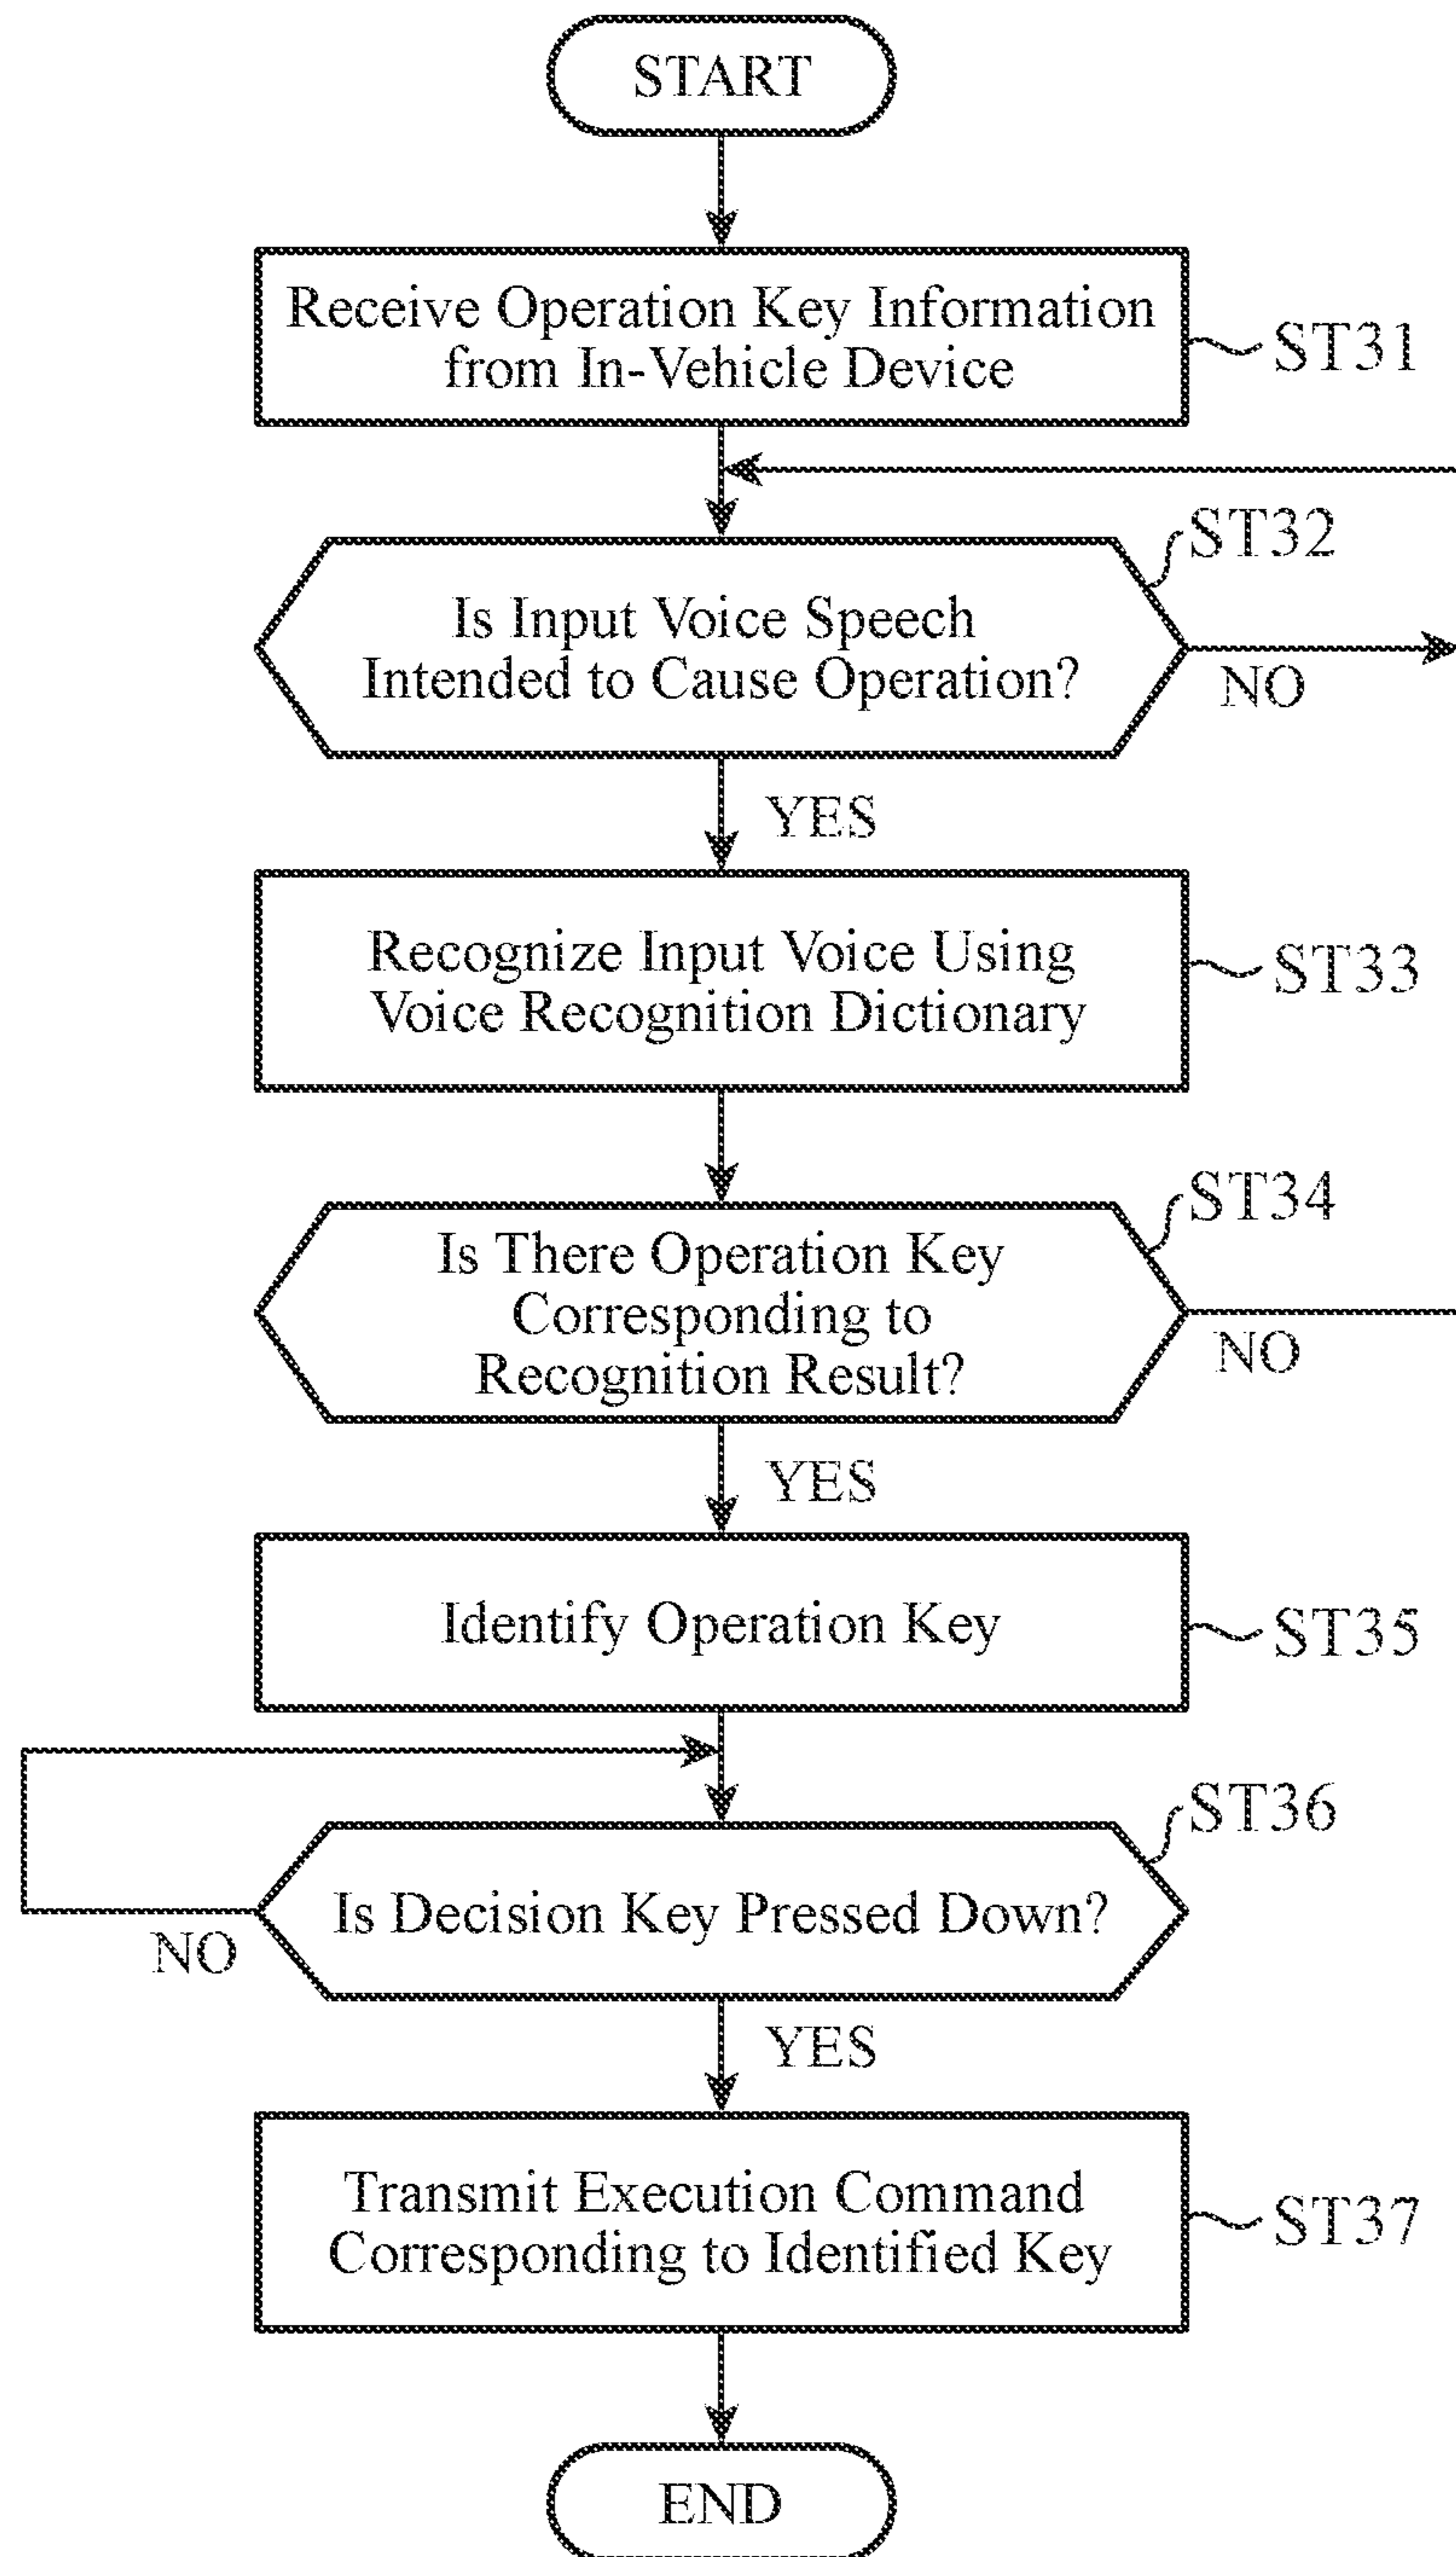 START
Receive Operation Key Information
from In-Vehicle Device
ST31
ST32
Is Input Voice Speech
Intended to Cause Operation?
NO
YES
Recognize Input Voice Using
Voice Recognition Dictionary
ST33
ST34
Is There Operation Key
Corresponding to
Recognition Result?
NO
YES
Identify Operation Key
ST35
ST36
Is Decision Key Pressed Down?
NO
YES
Transmit Execution Command
Corresponding to Identified Key
ST37
END